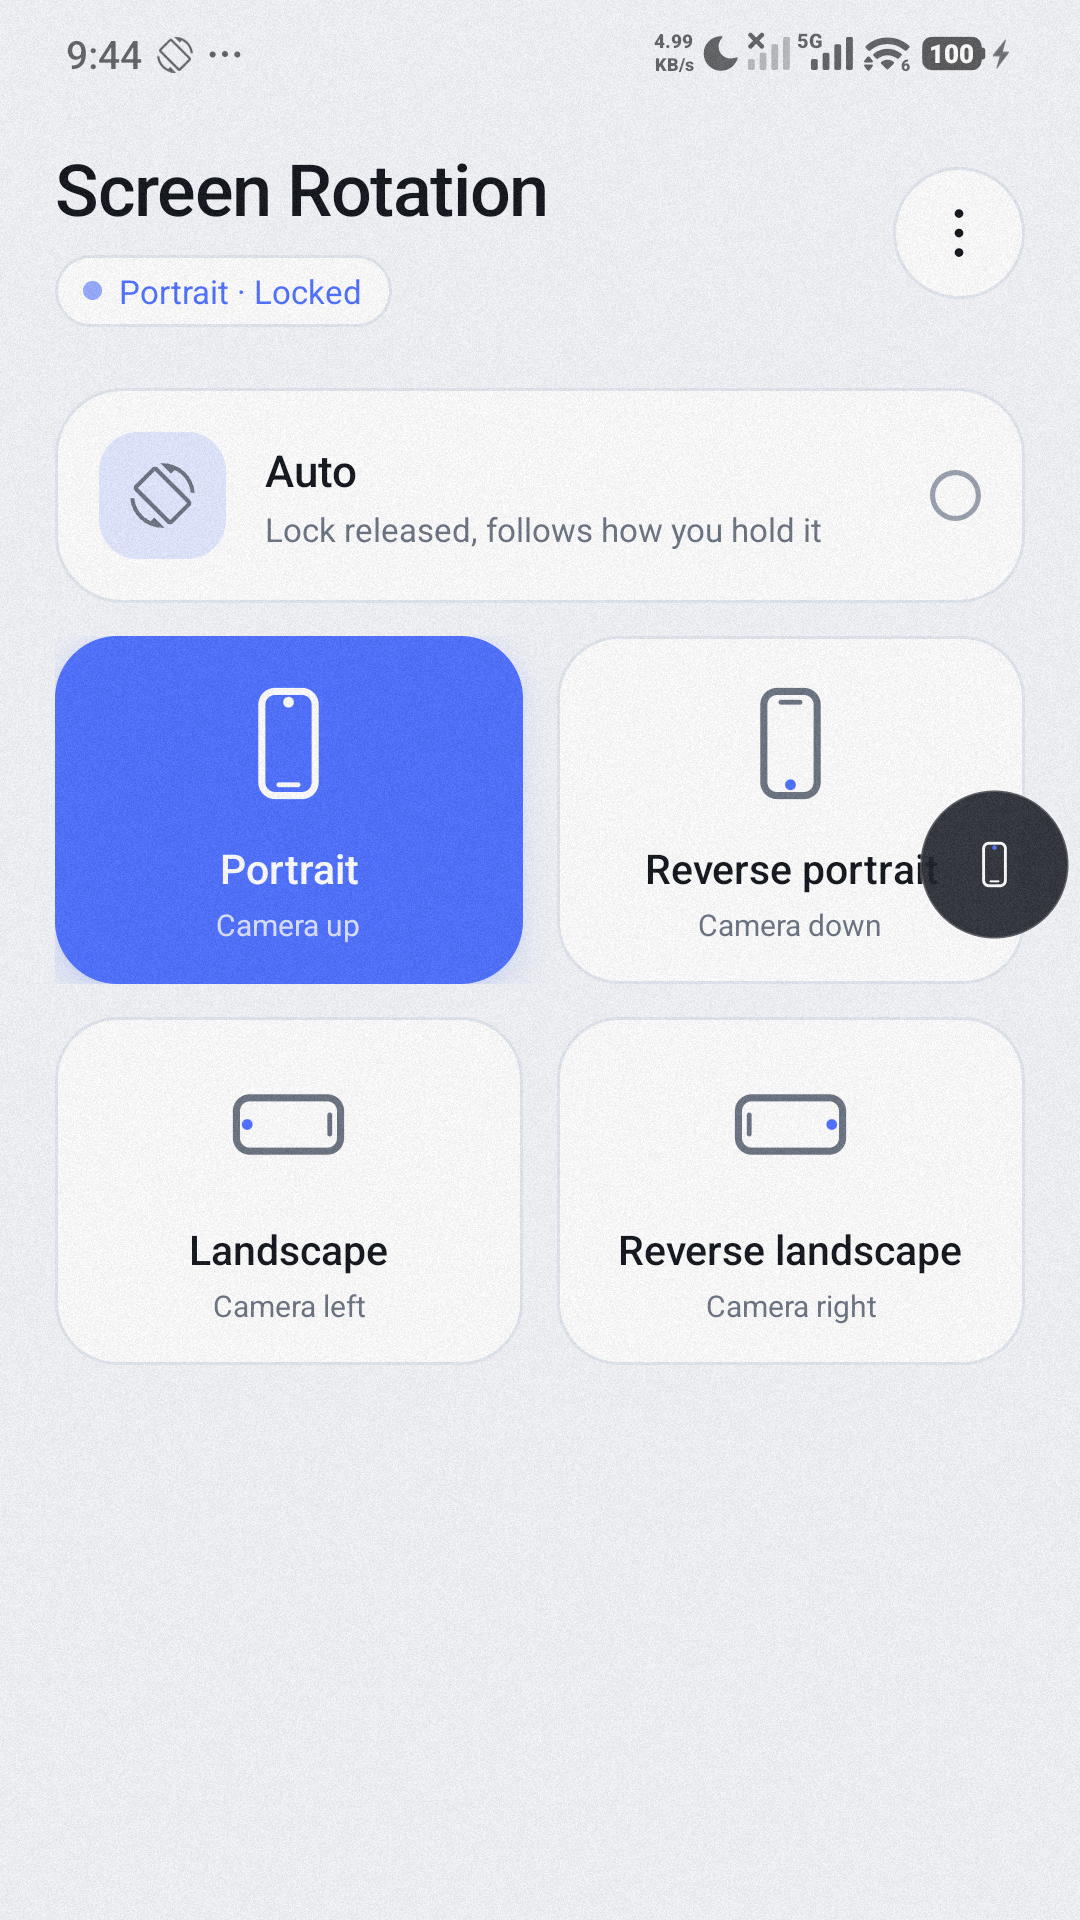 9:44
4.99
KB/s
5G
6
100
Screen Rotation
Portrait · Locked
Auto
Lock released, follows how you hold it
Portrait
Camera up
Reverse portrait
Camera down
Landscape
Camera left
Reverse landscape
Camera right